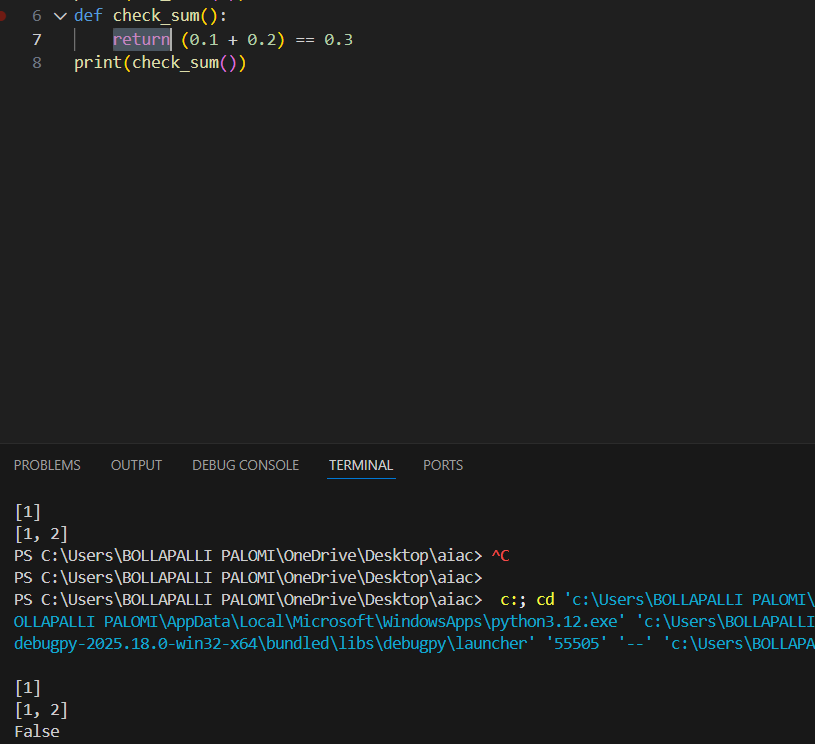 6 def check_sum():
7 return (0.1 + 0.2) == 0.3
8 print(check_sum())
PROBLEMS OUTPUT DEBUG CONSOLE TERMINAL PORTS
[1]
[1, 2]
PS C:\Users\BOLLAPALLI PALOMI\OneDrive\Desktop\aiac> ^C
PS C:\Users\BOLLAPALLI PALOMI\OneDrive\Desktop\aiac>
PS C:\Users\BOLLAPALLI PALOMI\OneDrive\Desktop\aiac>  c:; cd 'c:\Users\BOLLAPALLI PALOMI\
OLLAPALLI PALOMI\AppData\Local\Microsoft\WindowsApps\python3.12.exe' 'c:\Users\BOLLAPALLI
debugpy-2025.18.0-win32-x64\bundled\libs\debugpy\launcher' '55505' '--' 'c:\Users\BOLLAPA
[1]
[1, 2]
False